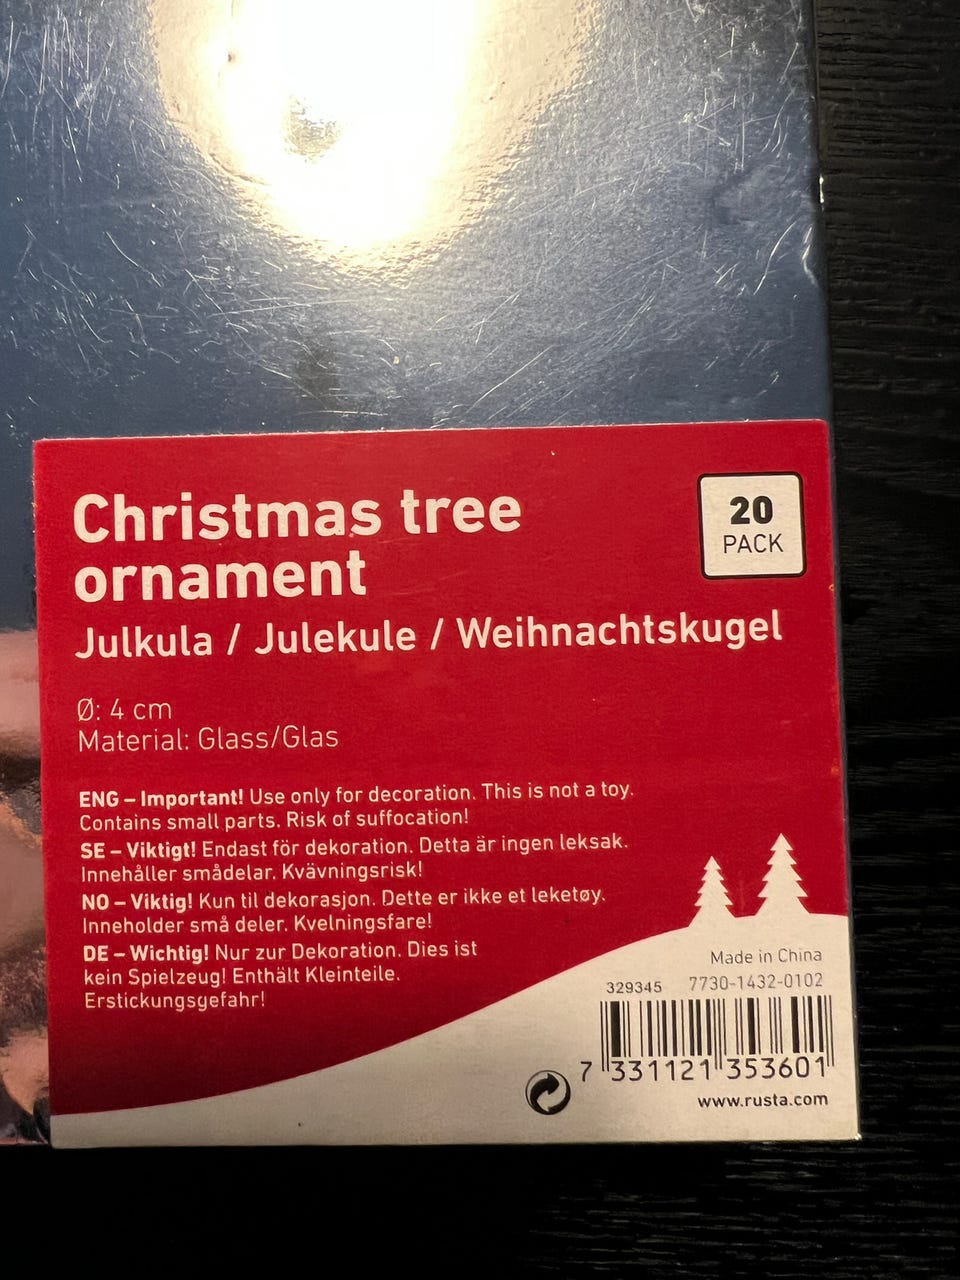 Christmas tree
ornament
20
PACK
Julkula / Julekule / Weihnachtskugel
Ø: 4 cm
Material: Glass/Glas
ENG – Important! Use only for decoration. This is not a toy.
Contains small parts. Risk of suffocation!
SE – Viktigt! Endast för dekoration. Detta är ingen leksak.
Innehåller smådelar. Kvävningsrisk!
NO – Viktig! Kun til dekorasjon. Dette er ikke et leketøy.
Inneholder små deler. Kvelningsfare!
DE – Wichtig! Nur zur Dekoration. Dies ist
kein Spielzeug! Enthält Kleinteile.
Erstickungsgefahr!
Made in China
329345 7730-1432-0102
7 331121 353601
www.rusta.com